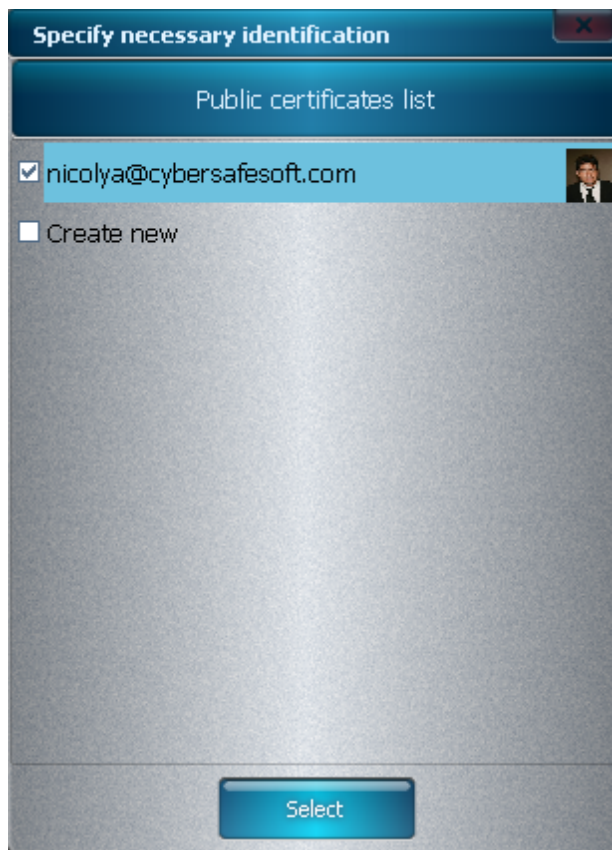 Specify necessary identification
Public certificates list
nicolya@cybersafesoft.com
Create new
Select